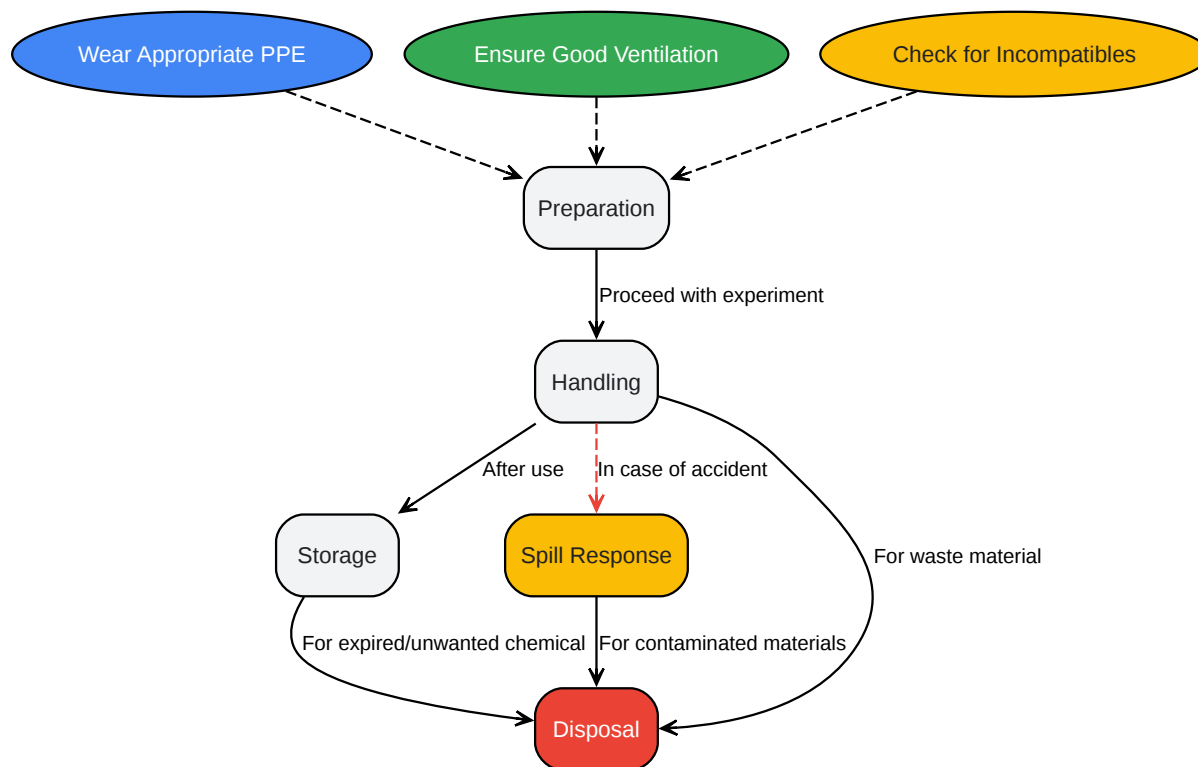 Wear Appropriate PPE
Ensure Good Ventilation
Check for Incompatibles
Preparation
Proceed with experiment
Handling
After use
In case of accident
Storage
Spill Response
For waste material
For expired/unwanted chemical
For contaminated materials
Disposal